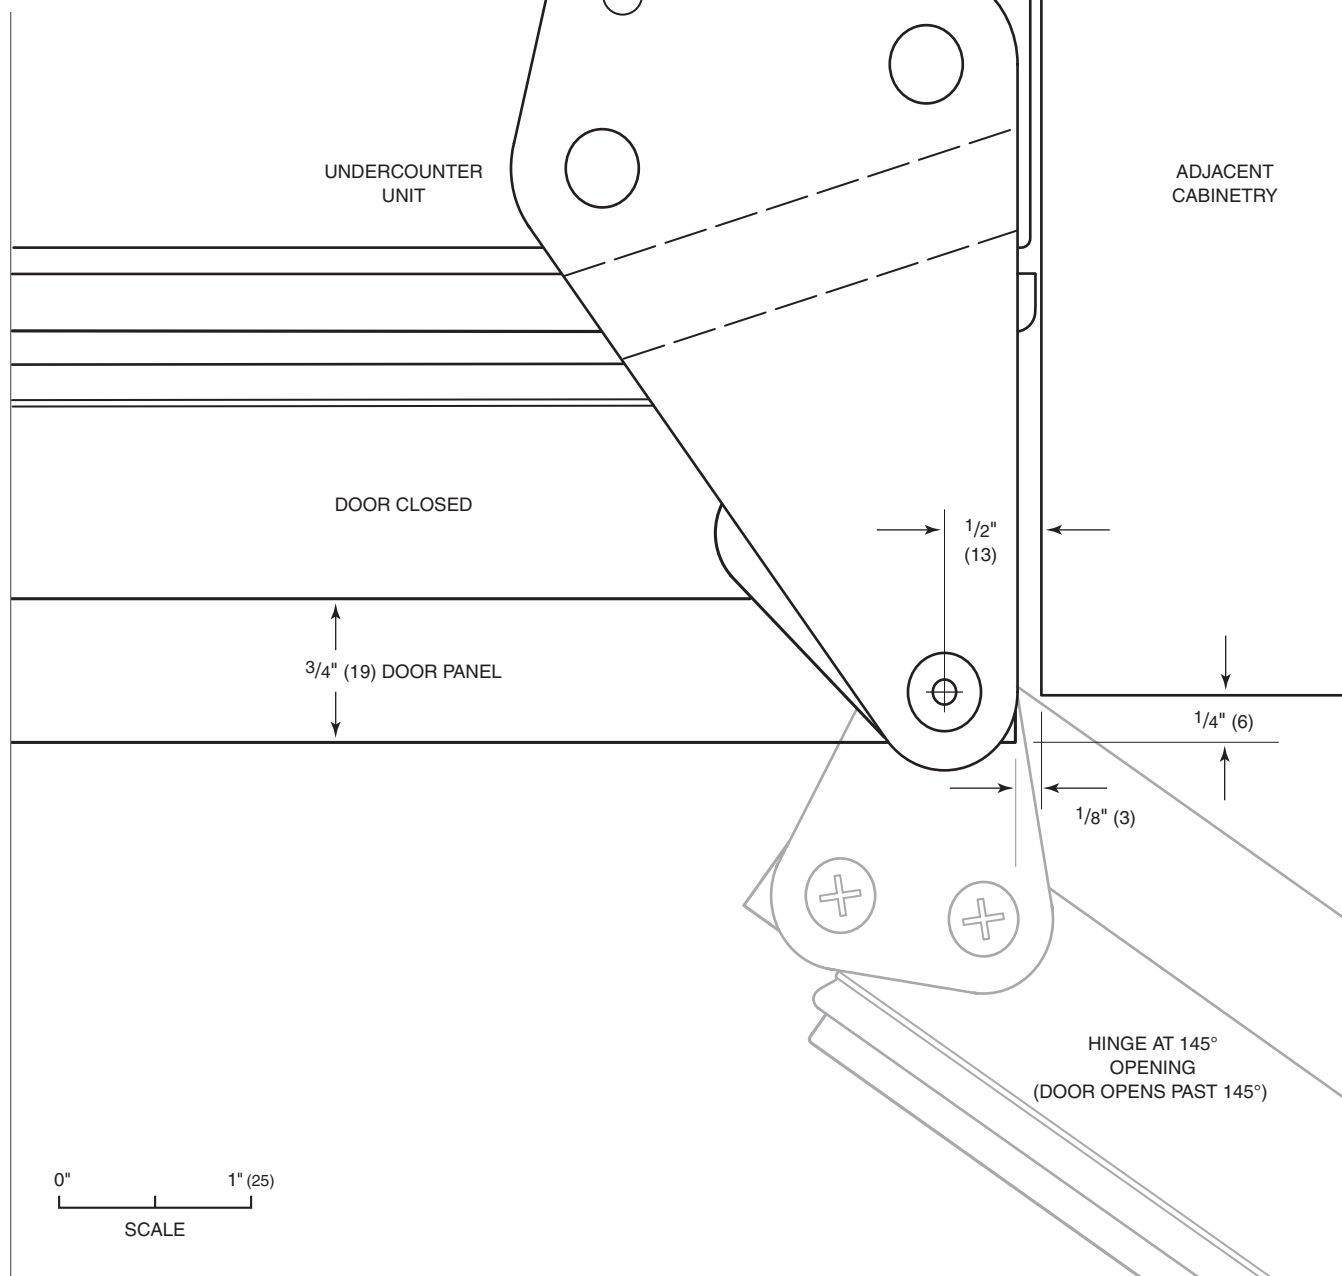 UNDERCOUNTER
UNIT
ADJACENT
CABINETRY
DOOR CLOSED
1/2"
(13)
3/4" (19) DOOR PANEL
1/4" (6)
1/8" (3)
HINGE AT 145°
OPENING
(DOOR OPENS PAST 145°)
0" 1" (25)
SCALE